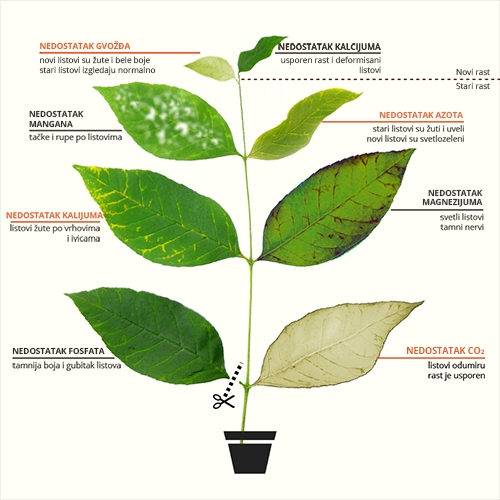 NEDOSTATAK GVOŽĐA
novi listovi su žute i bele boje
stari listovi izgledaju normalno
NEDOSTATAK KALCIJUMA
usporen rast i deformisani
listovi
Novi rast
Stari rast
NEDOSTATAK
MANGANA
tačke i rupe po listovima
NEDOSTATAK AZOTA
stari listovi su žuti i uveli
novi listovi su svetlozeleni
NEDOSTATAK KALIJUMA
listovi žute po vrhovima
i ivicama
NEDOSTATAK
MAGNEZIJUMA
svetli listovi
tamni nervi
NEDOSTATAK FOSFATA
tamnija boja i gubitak listova
NEDOSTATAK CO₂
listovi odumiru
rast je usporen